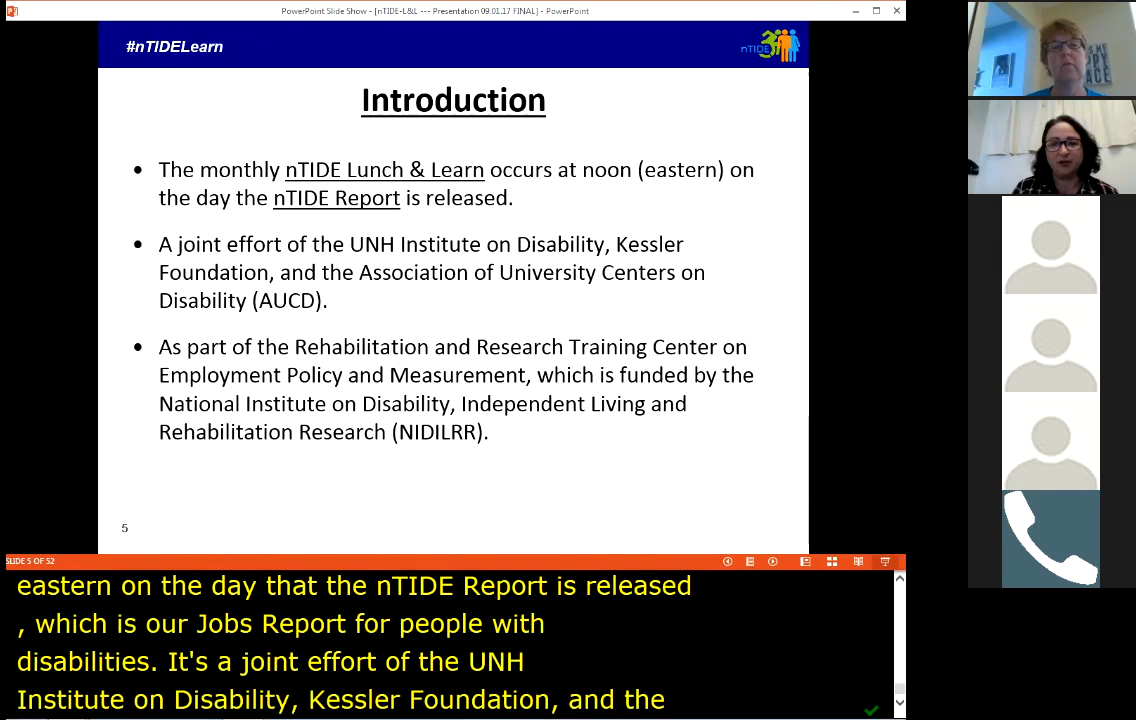 PowerPoint Slide Show - [nTIDE-L&L --- Presentation 09.01.17 FINAL] - PowerPoint
#nTIDELearn
nTIDE
Introduction
• The monthly nTIDE Lunch & Learn occurs at noon (eastern) on
the day the nTIDE Report is released.
• A joint effort of the UNH Institute on Disability, Kessler
Foundation, and the Association of University Centers on
Disability (AUCD).
• As part of the Rehabilitation and Research Training Center on
Employment Policy and Measurement, which is funded by the
National Institute on Disability, Independent Living and
Rehabilitation Research (NIDILRR).
5
SLIDE 5 OF 52
eastern on the day that the nTIDE Report is released
, which is our Jobs Report for people with
disabilities. It's a joint effort of the UNH
Institute on Disability, Kessler Foundation, and the